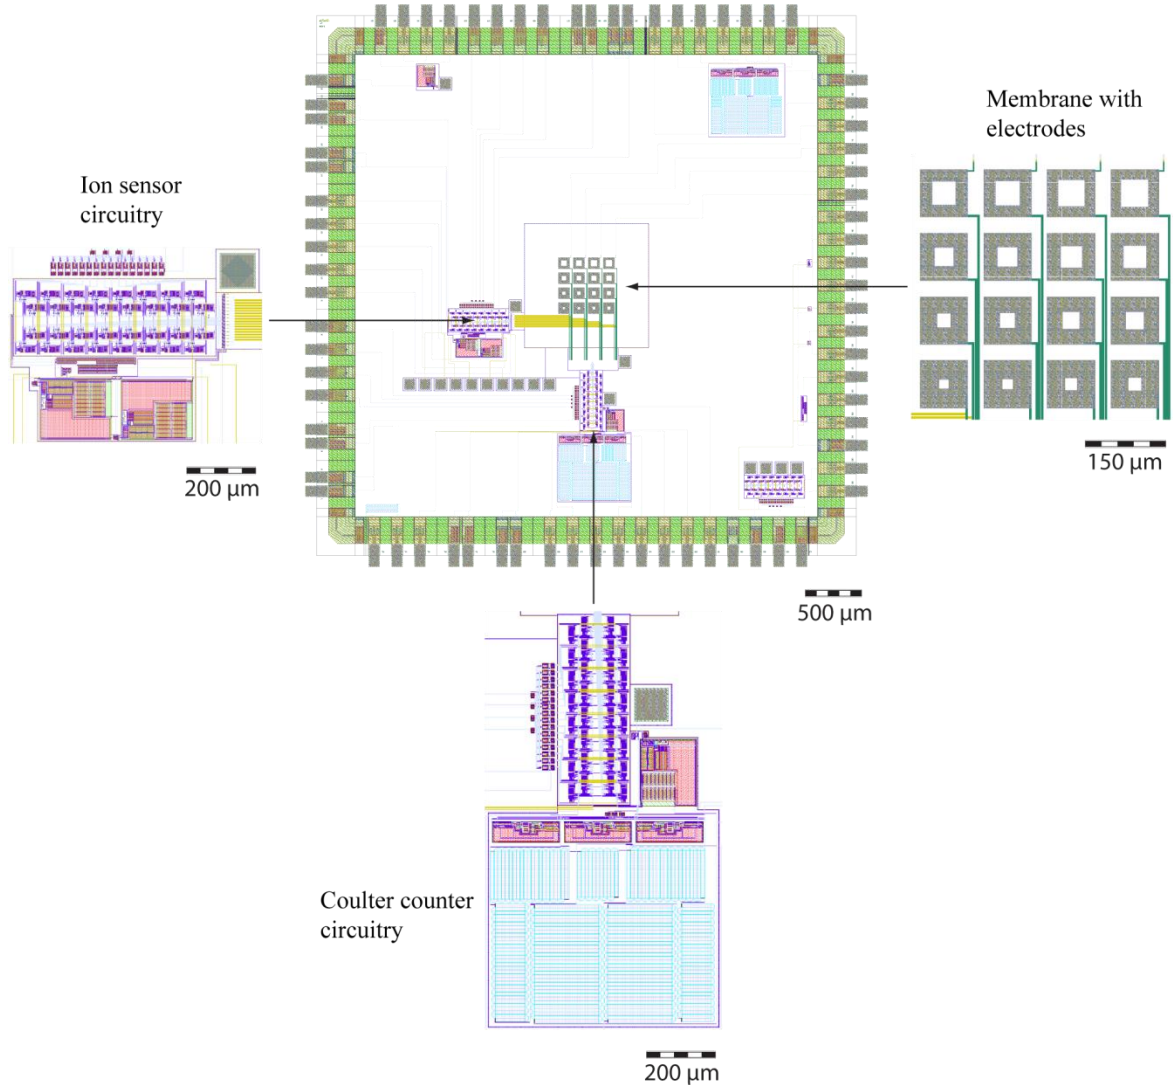 Membrane with
electrodes
Ion sensor
circuitry
200 μm
150 μm
500 μm
Coulter counter
circuitry
200 μm